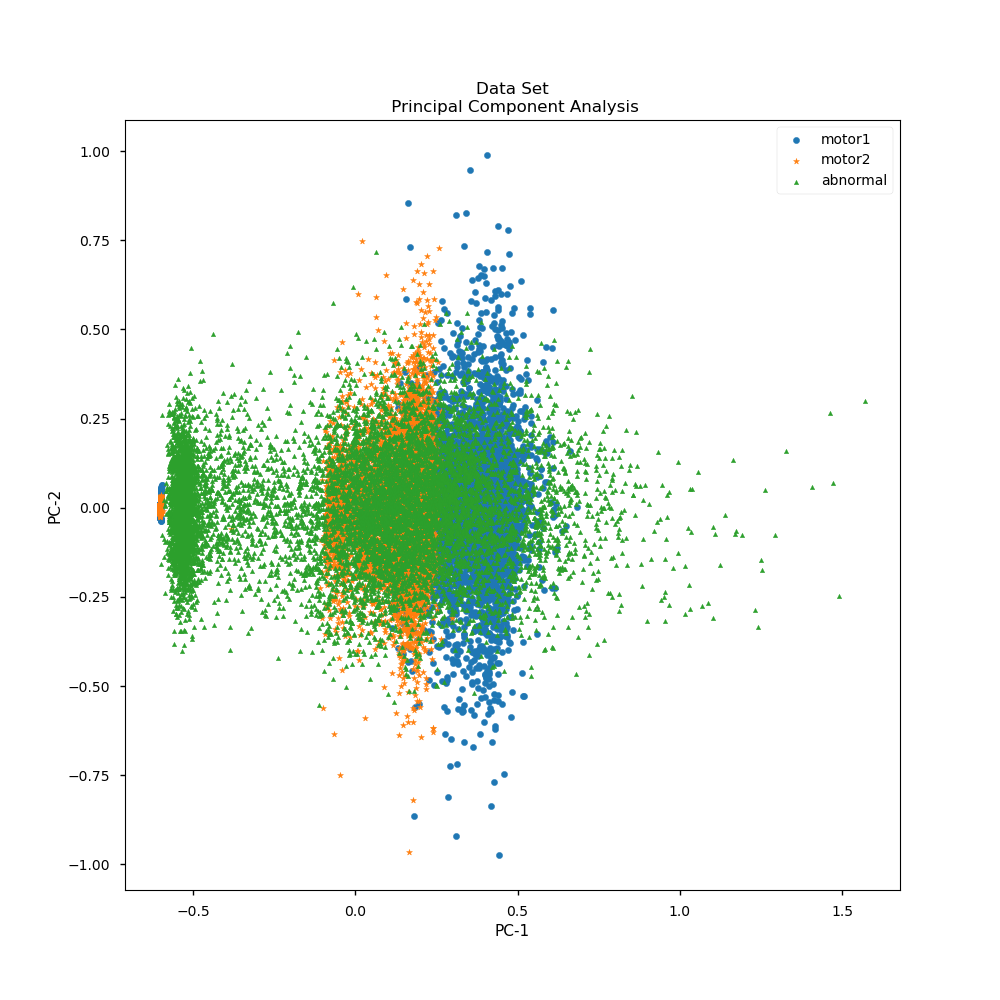 Data Set
Principal Component Analysis
motor1
motor2
abnormal
1.00
0.75
0.50
0.25
0.00
−0.25
−0.50
−0.75
−1.00
PC-2
−0.5
0.0
0.5
1.0
1.5
PC-1